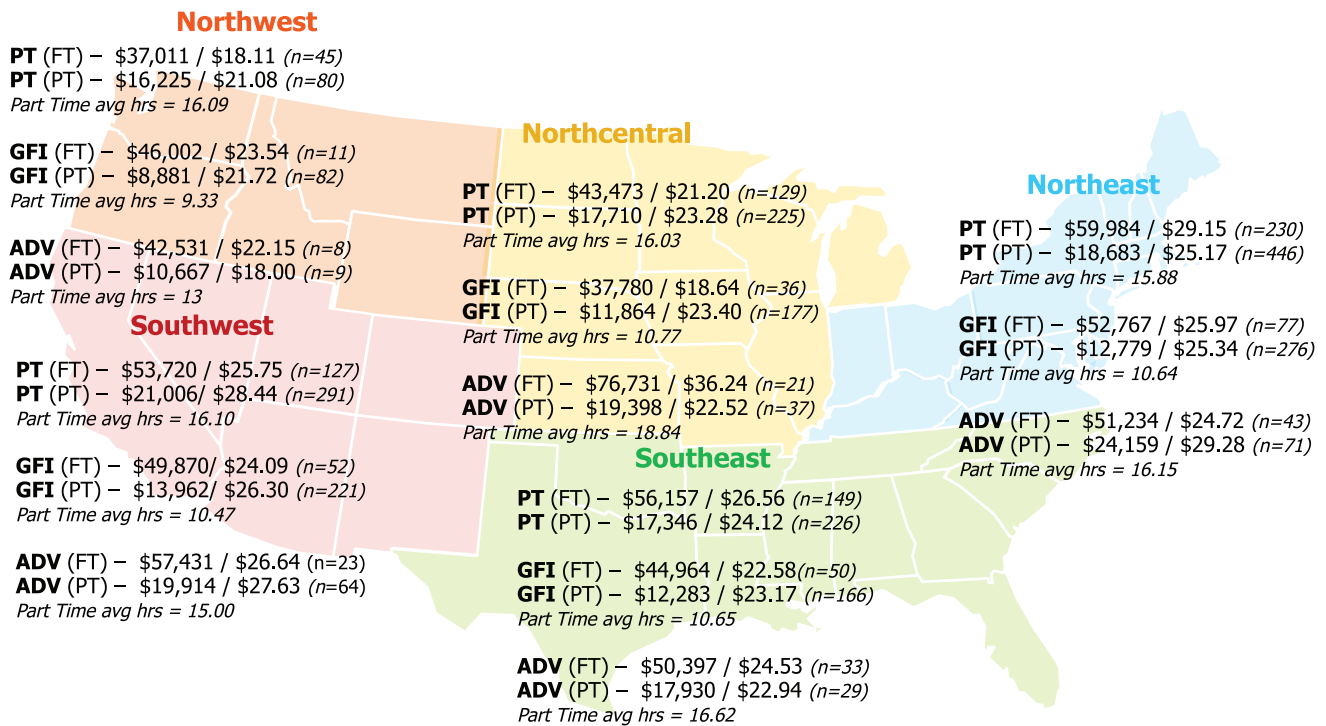 Northwest
PT (FT) – $37,011 / $18.11 (n=45)
PT (PT) – $16,225 / $21.08 (n=80)
Part Time avg hrs = 16.09
GFI (FT) – $46,002 / $23.54 (n=11)
GFI (PT) – $8,881 / $21.72 (n=82)
Part Time avg hrs = 9.33
ADV (FT) – $42,531 / $22.15 (n=8)
ADV (PT) – $10,667 / $18.00 (n=9)
Part Time avg hrs = 13
Southwest
PT (FT) – $53,720 / $25.75 (n=127)
PT (PT) – $21,006/ $28.44 (n=291)
Part Time avg hrs = 16.10
GFI (FT) – $49,870/ $24.09 (n=52)
GFI (PT) – $13,962/ $26.30 (n=221)
Part Time avg hrs = 10.47
ADV (FT) – $57,431 / $26.64 (n=23)
ADV (PT) – $19,914 / $27.63 (n=64)
Part Time avg hrs = 15.00
Northcentral
PT (FT) – $43,473 / $21.20 (n=129)
PT (PT) – $17,710 / $23.28 (n=225)
Part Time avg hrs = 16.03
GFI (FT) – $37,780 / $18.64 (n=36)
GFI (PT) – $11,864 / $23.40 (n=177)
Part Time avg hrs = 10.77
ADV (FT) – $76,731 / $36.24 (n=21)
ADV (PT) – $19,398 / $22.52 (n=37)
Part Time avg hrs = 18.84
Southeast
PT (FT) – $56,157 / $26.56 (n=149)
PT (PT) – $17,346 / $24.12 (n=226)
GFI (FT) – $44,964 / $22.58(n=50)
GFI (PT) – $12,283 / $23.17 (n=166)
Part Time avg hrs = 10.65
ADV (FT) – $50,397 / $24.53 (n=33)
ADV (PT) – $17,930 / $22.94 (n=29)
Part Time avg hrs = 16.62
Northeast
PT (FT) – $59,984 / $29.15 (n=230)
PT (PT) – $18,683 / $25.17 (n=446)
Part Time avg hrs = 15.88
GFI (FT) – $52,767 / $25.97 (n=77)
GFI (PT) – $12,779 / $25.34 (n=276)
Part Time avg hrs = 10.64
ADV (FT) – $51,234 / $24.72 (n=43)
ADV (PT) – $24,159 / $29.28 (n=71)
Part Time avg hrs = 16.15